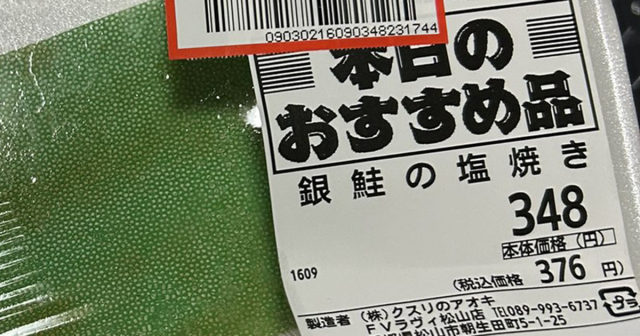 09030216090348231744
本日の
おすすめ品
銀鮭の塩焼き
348
本体価格（円）
1609
（税込価格 376 円）
製造者 （株）クスリのアオキ
ＦＶラヴィ松山店 TEL089-993-6737
松山市朝生田町5-1-25
プラ